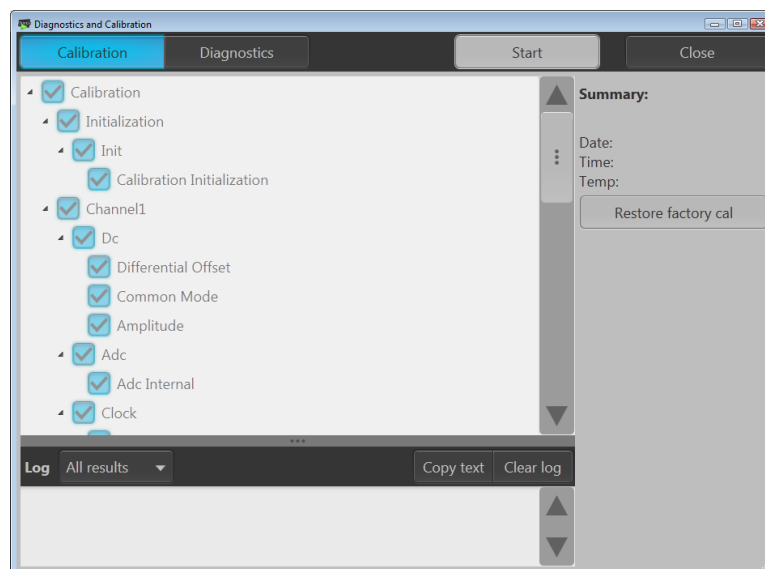 Diagnostics and Calibration
Calibration
Diagnostics
Start
Close
Calibration
Initialization
Init
Calibration Initialization
Channel1
Dc
Differential Offset
Common Mode
Amplitude
Adc
Adc Internal
Clock
Summary:
Date:
Time:
Temp:
Restore factory cal
Log
All results
Copy text
Clear log